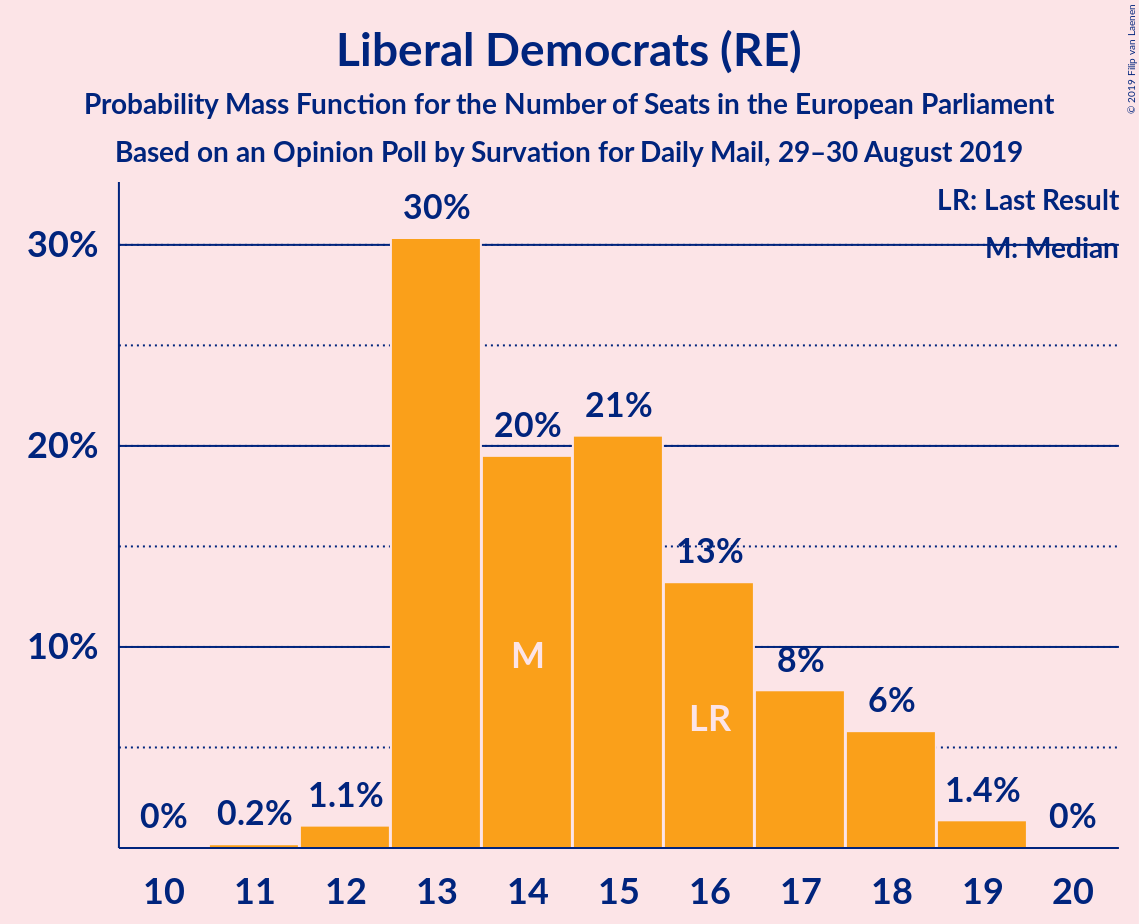 Liberal Democrats (RE)
Probability Mass Function for the Number of Seats in the European Parliament
Based on an Opinion Poll by Survation for Daily Mail, 29–30 August 2019
© 2019 Filip van Laenen
LR: Last Result
M: Median
30%
20%
10%
0%
0.2%
1.1%
30%
20%
21%
13%
8%
6%
1.4%
0%
M
LR
10 11 12 13 14 15 16 17 18 19 20